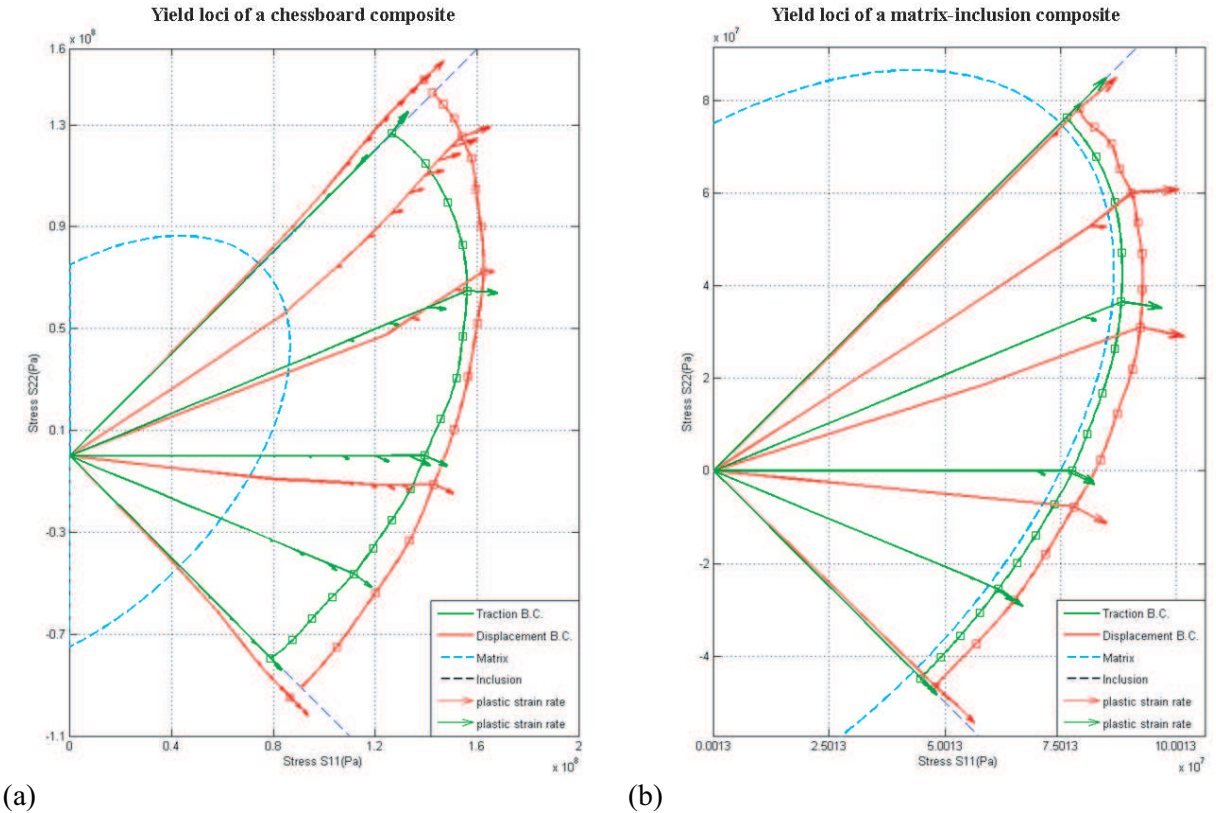 Yield loci of a chessboard composite
x 10^8
1.6
1.3
0.9
0.5
0.1
-0.3
-0.7
-1.1
Stress S22(Pa)
0
0.4
0.8
1.2
1.6
2
Stress S11(Pa)
x 10^8
Traction B.C.
Displacement B.C.
Matrix
Inclusion
plastic strain rate
plastic strain rate
(a)
Yield loci of a matrix-inclusion composite
x 10^7
8
6
4
2
0
-2
-4
Stress S22(Pa)
0.0013
2.5013
5.0013
7.5013
10.0013
Stress S11(Pa)
x 10^7
Traction B.C.
Displacement B.C.
Matrix
Inclusion
plastic strain rate
plastic strain rate
(b)